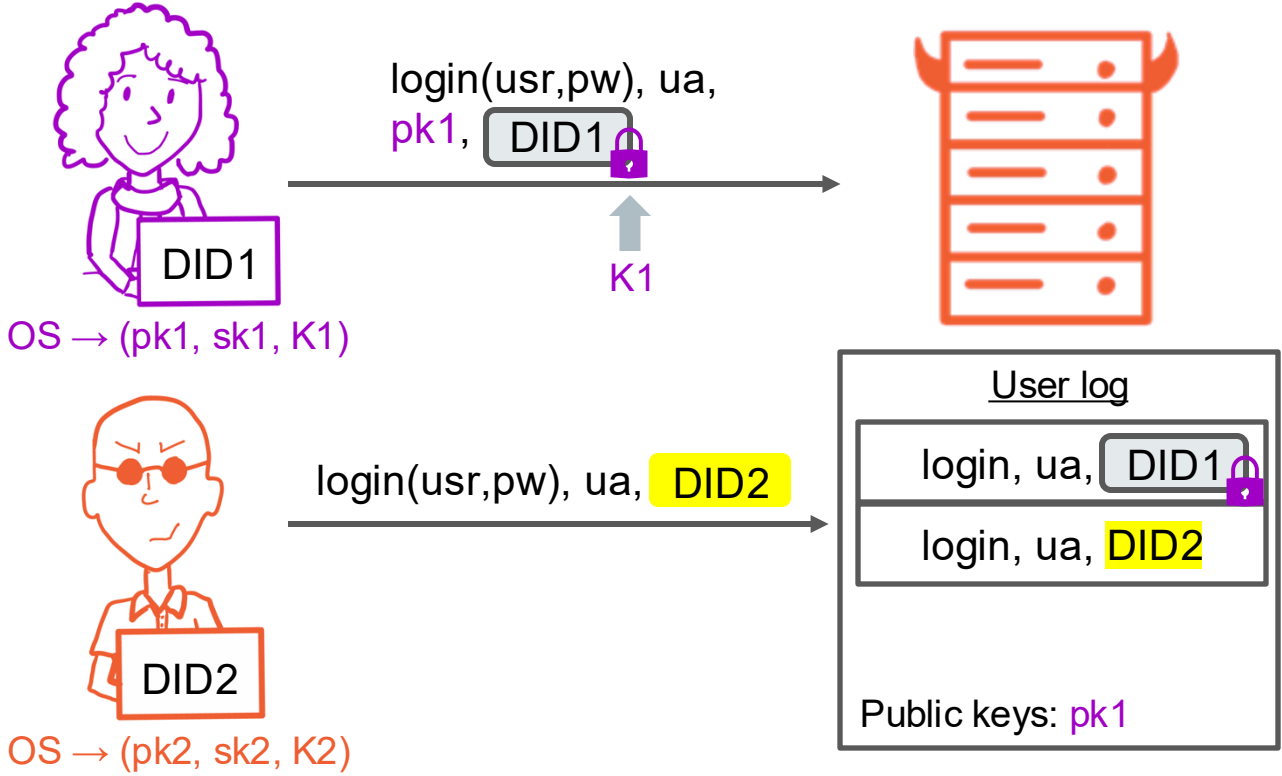 login(usr,pw), ua,
pk1, DID1
DID1
K1
OS → (pk1, sk1, K1)
User log
login, ua, DID1
login(usr,pw), ua, DID2
login, ua, DID2
DID2
Public keys: pk1
OS → (pk2, sk2, K2)